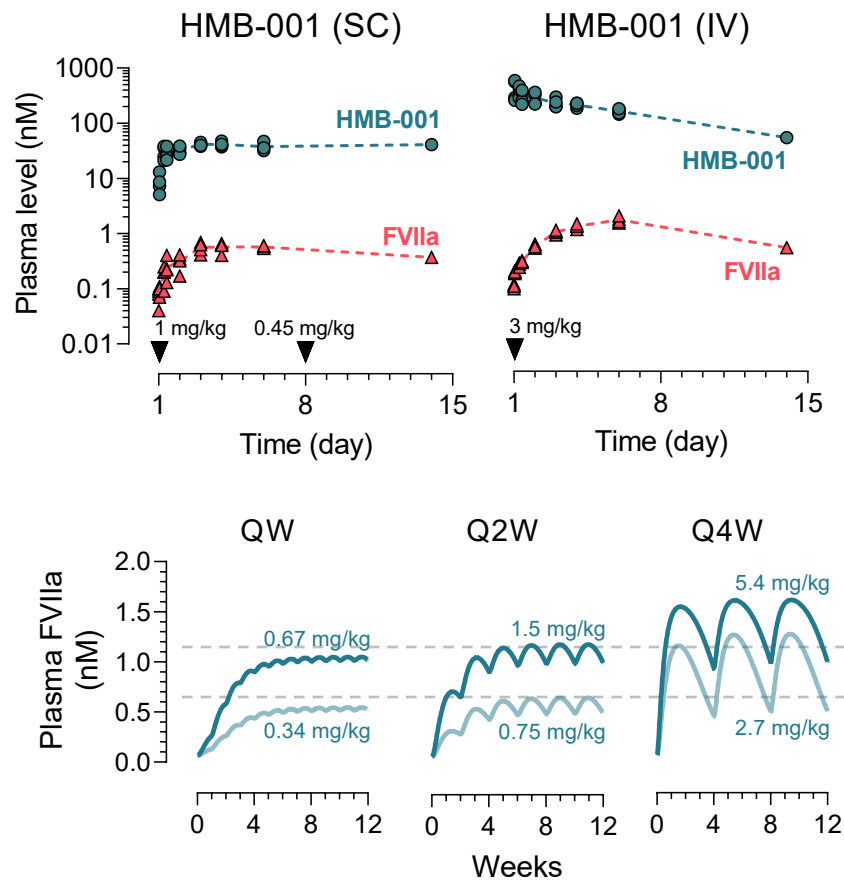 HMB-001 (SC)
HMB-001 (IV)
Plasma level (nM)
1000
100
10
1
0.1
0.01
HMB-001
FVIIa
1 mg/kg
0.45 mg/kg
1
8
15
Time (day)
HMB-001
FVIIa
3 mg/kg
1
8
15
Time (day)
QW
Q2W
Q4W
Plasma FVIIa
(nM)
2.0
1.5
1.0
0.5
0.0
0.67 mg/kg
0.34 mg/kg
1.5 mg/kg
0.75 mg/kg
5.4 mg/kg
2.7 mg/kg
0
4
8
12
0
4
8
12
0
4
8
12
Weeks